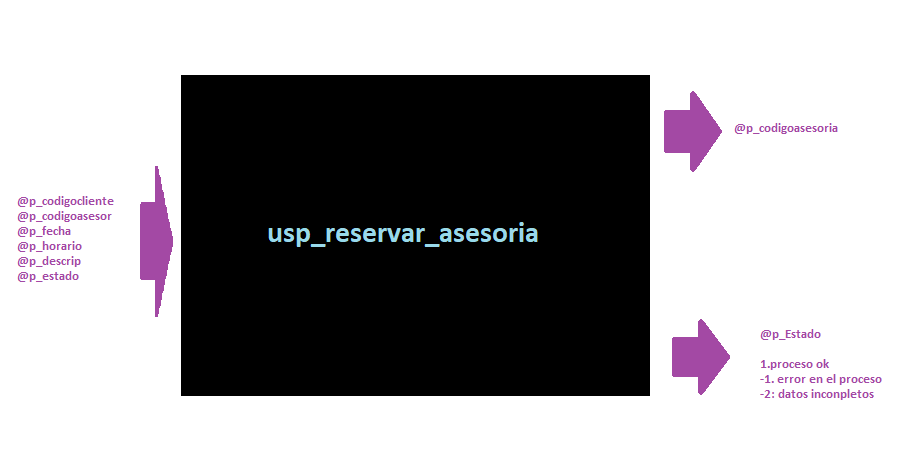 @p_codigocliente
@p_codigoasesor
@p_fecha
@p_horario
@p_descrip
@p_estado
usp_reservar_asesoria
@p_codigoasesoria
@p_Estado
1.proceso ok
-1. error en el proceso
-2: datos inconpletos